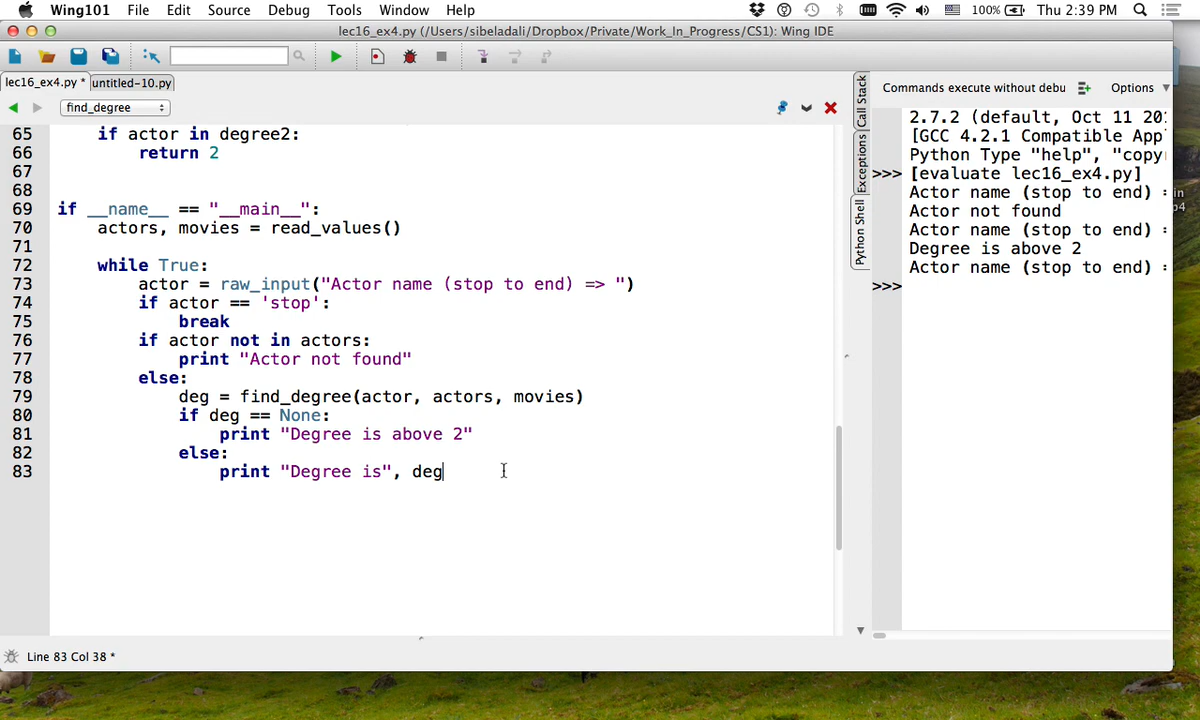 Wing101 File Edit Source Debug Tools Window Help 100% Thu 2:39 PM
lec16_ex4.py (/Users/sibeladali/Dropbox/Private/Work_In_Progress/CS1): Wing IDE
lec16_ex4.py * untitled-10.py
find_degree
65 if actor in degree2:
66 return 2
67
68
69 if __name__ == "__main__":
70 actors, movies = read_values()
71
72 while True:
73 actor = raw_input("Actor name (stop to end) => ")
74 if actor == 'stop':
75 break
76 if actor not in actors:
77 print "Actor not found"
78 else:
79 deg = find_degree(actor, actors, movies)
80 if deg == None:
81 print "Degree is above 2"
82 else:
83 print "Degree is", deg
Line 83 Col 38 *
Call Stack
Exceptions
Python Shell
Commands execute without debu Options
2.7.2 (default, Oct 11 20
[GCC 4.2.1 Compatible App
Python Type "help", "copy
>>> [evaluate lec16_ex4.py]
Actor name (stop to end) =
Actor not found
Actor name (stop to end) =
Degree is above 2
Actor name (stop to end) =
>>>